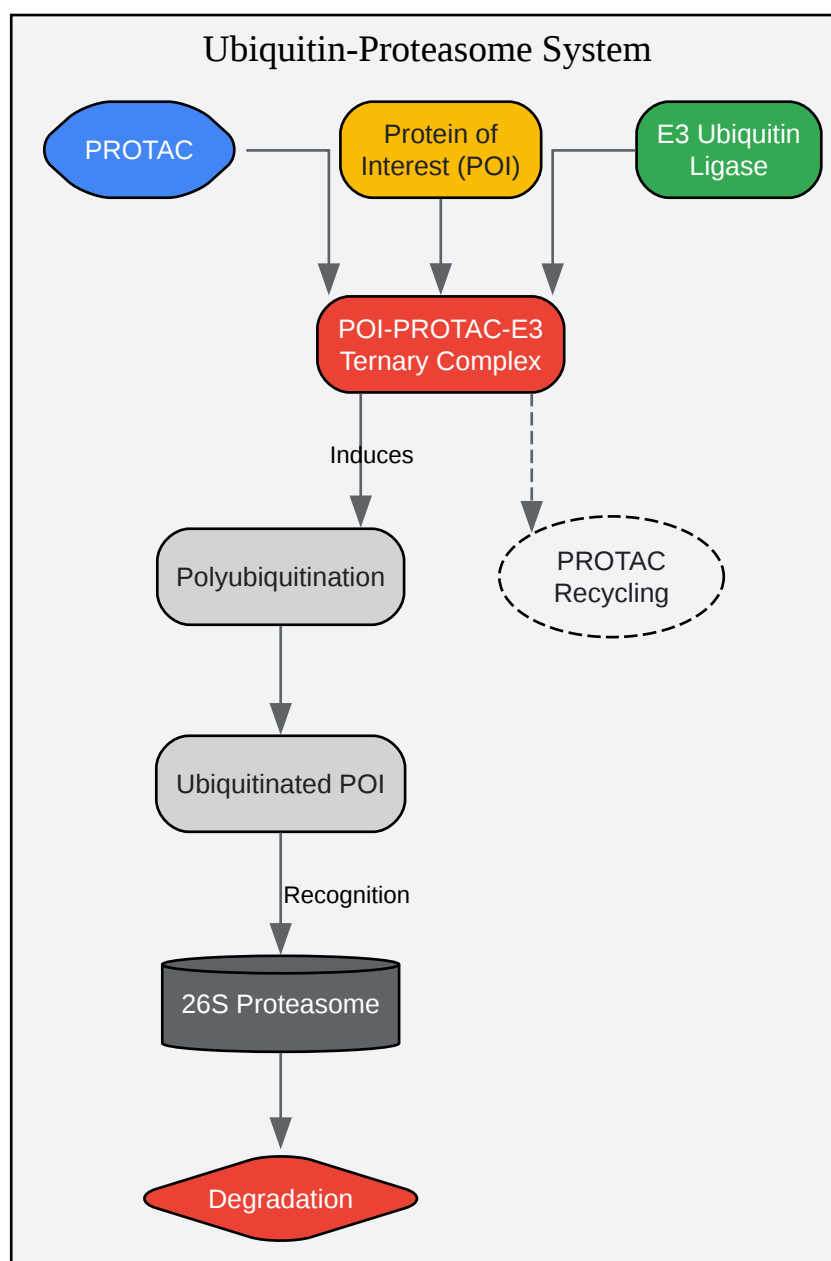 Ubiquitin-Proteasome System
PROTAC
Protein of
Interest (POI)
E3 Ubiquitin
Ligase
POI-PROTAC-E3
Ternary Complex
Induces
Polyubiquitination
PROTAC
Recycling
Ubiquitinated POI
Recognition
26S Proteasome
Degradation